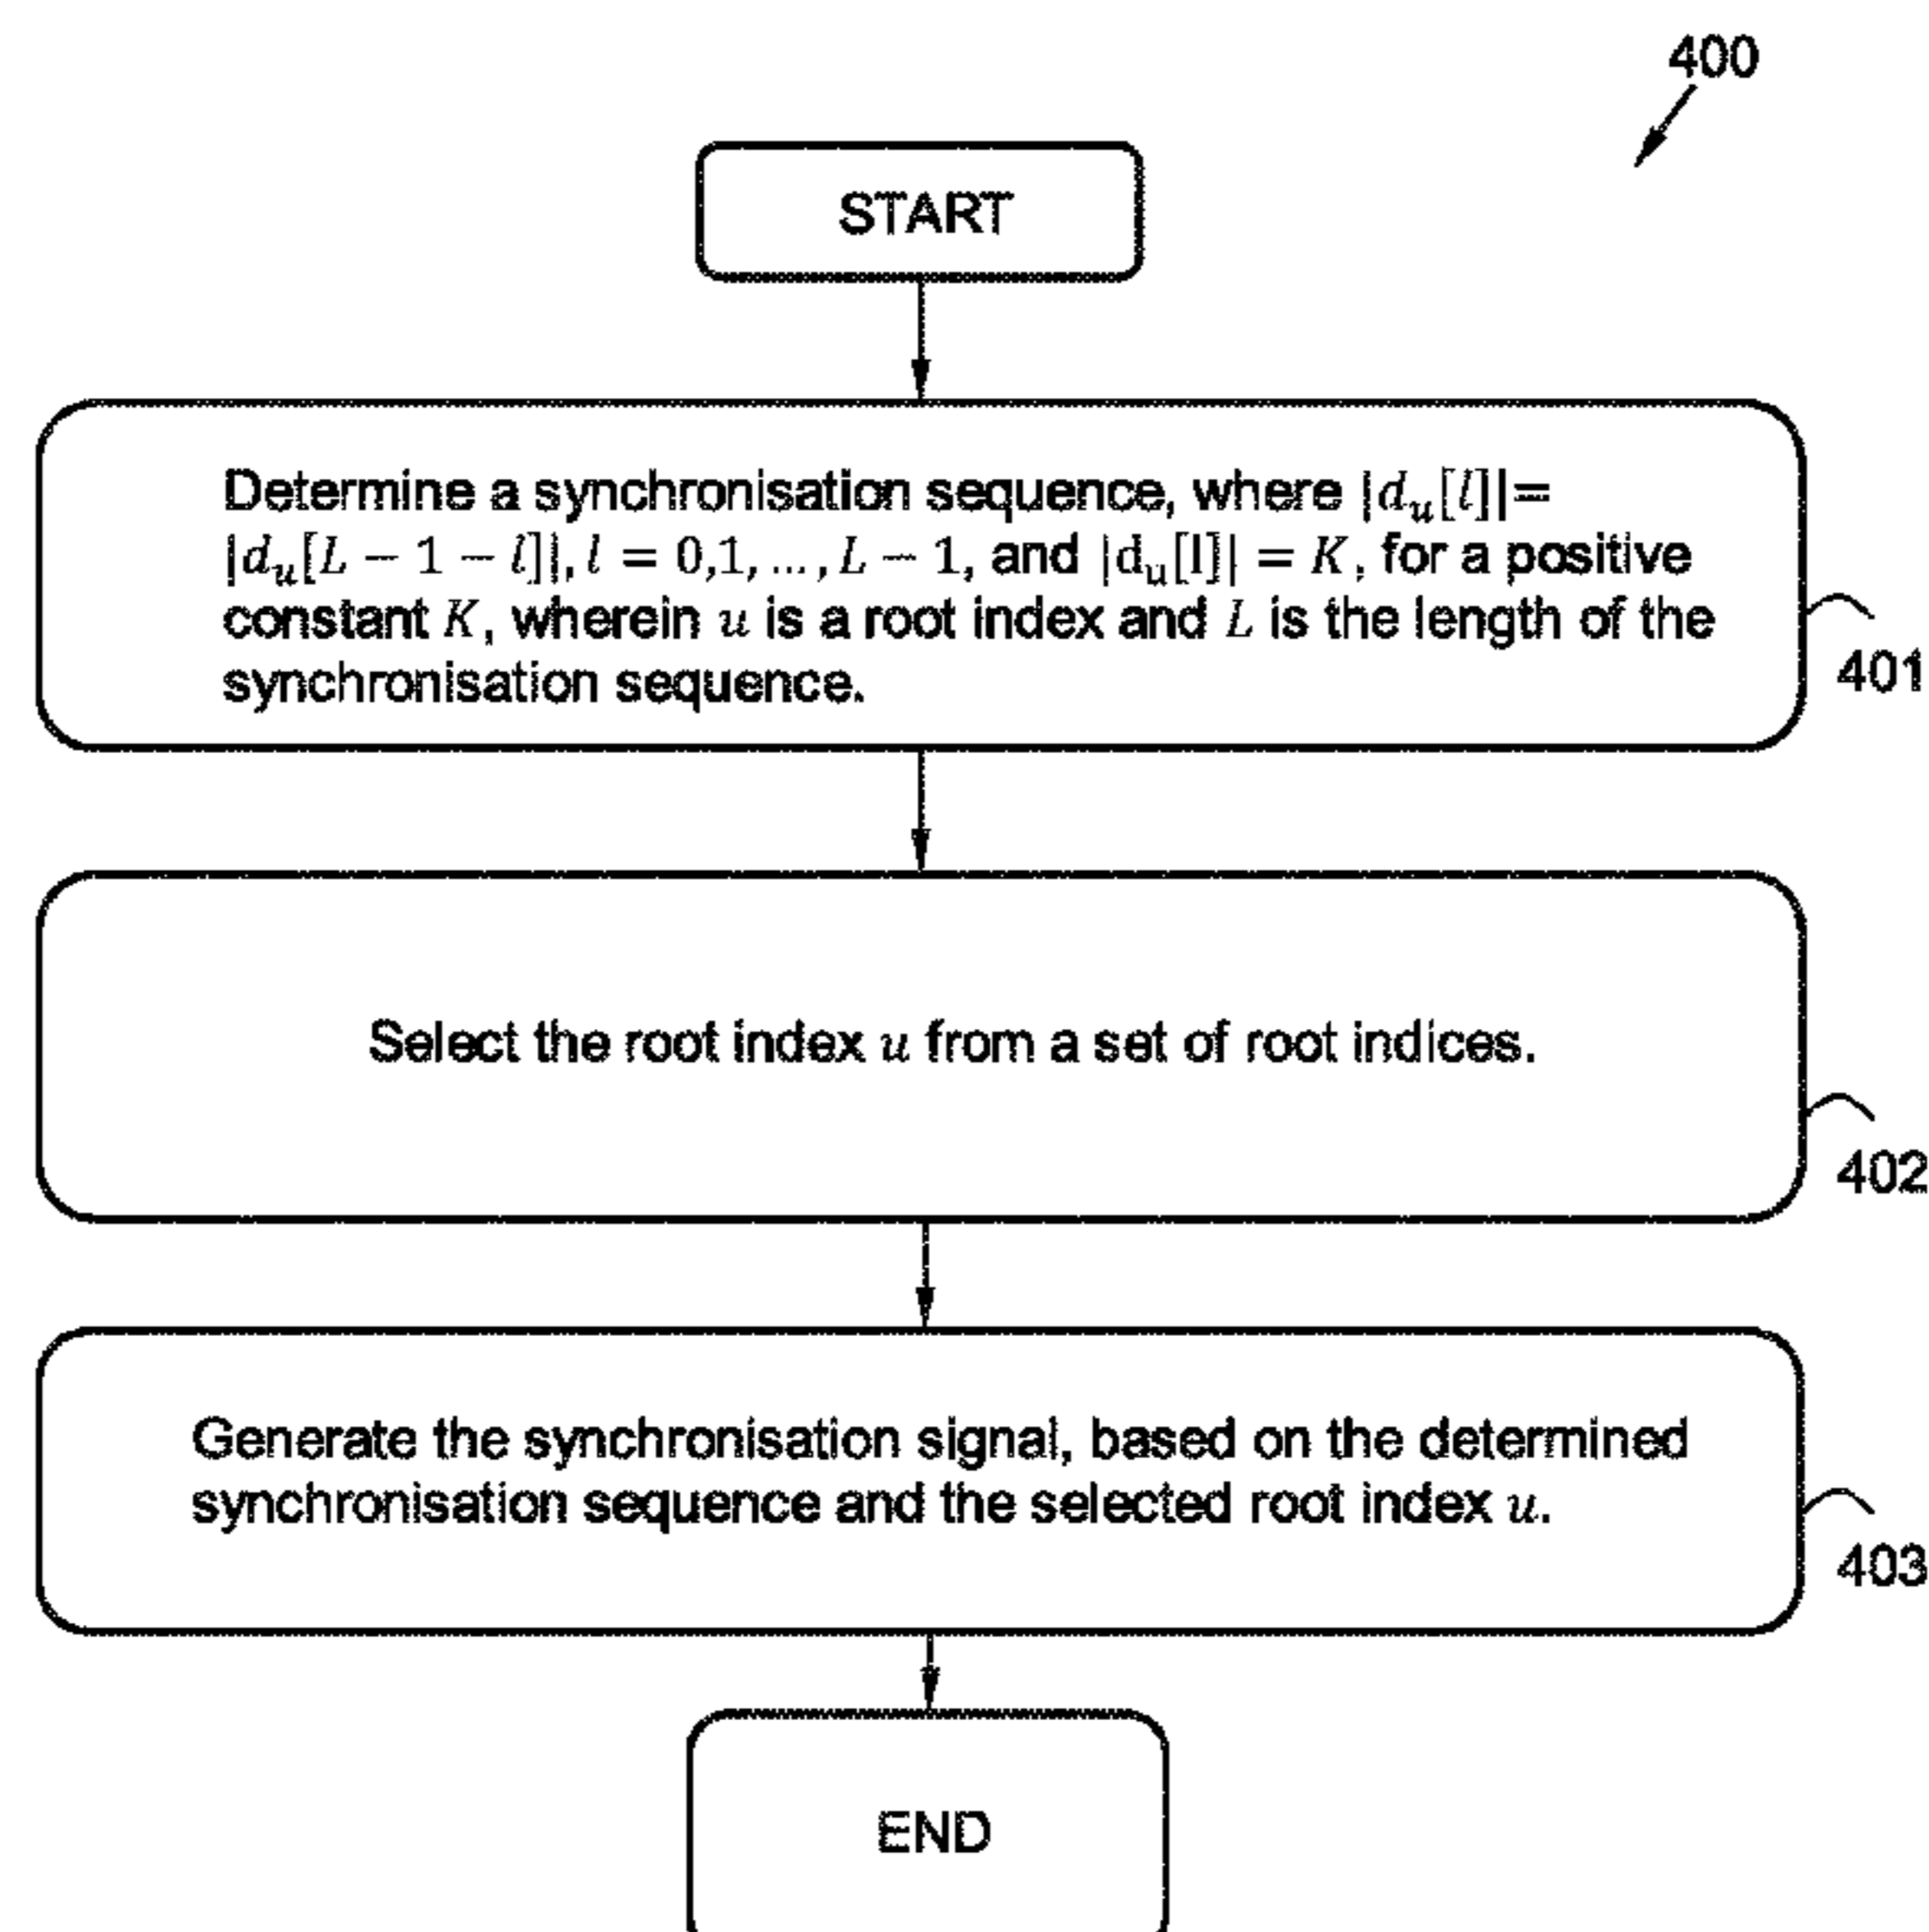 400
START
Determine a synchronisation sequence, where |d_u[l]|=
|d_u[L − 1 − l]|, l = 0,1, ..., L − 1, and |d_u[l]| = K, for a positive
constant K, wherein u is a root index and L is the length of the
synchronisation sequence.
401
Select the root index u from a set of root indices.
402
Generate the synchronisation signal, based on the determined
synchronisation sequence and the selected root index u.
403
END